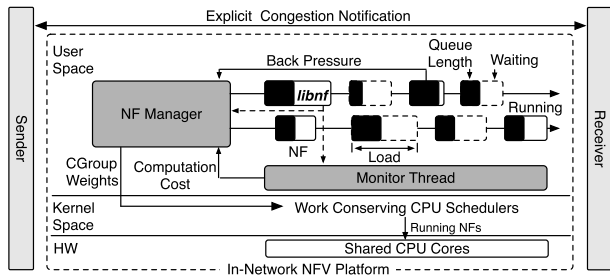 Explicit Congestion Notification
Sender
Receiver
User
Space
Back Pressure
Queue
Length
Waiting
NF Manager
libnf
Running
NF
Load
CGroup
Weights
Computation
Cost
Monitor Thread
Kernel
Space
Work Conserving CPU Schedulers
Running NFs
HW
Shared CPU Cores
In-Network NFV Platform